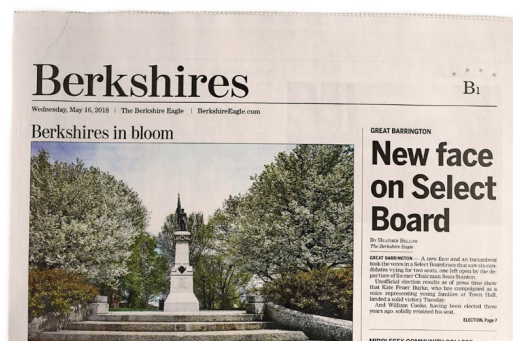 Berkshires
B1
Wednesday, May 16, 2018 | The Berkshire Eagle | BerkshireEagle.com
Berkshires in bloom
GREAT BARRINGTON
New face
on Select
Board
BY HEATHER BELLOW
The Berkshire Eagle
GREAT BARRINGTON — A new face and an incumbent
took the votes in a Select Board race that saw six can-
didates vying for two seats, one left open by the de-
parture of former Chairman Sean Stanton.
Unofficial election results as of press time show
that Kate Feuer Burke, who has campaigned as a
voice representing young families at Town Hall,
landed a solid victory Tuesday.
And William Cooke, having been elected three
years ago, solidly retained his seat.
ELECTION, Page 7
MIDDLESEX COMMUNITY COLLEGE